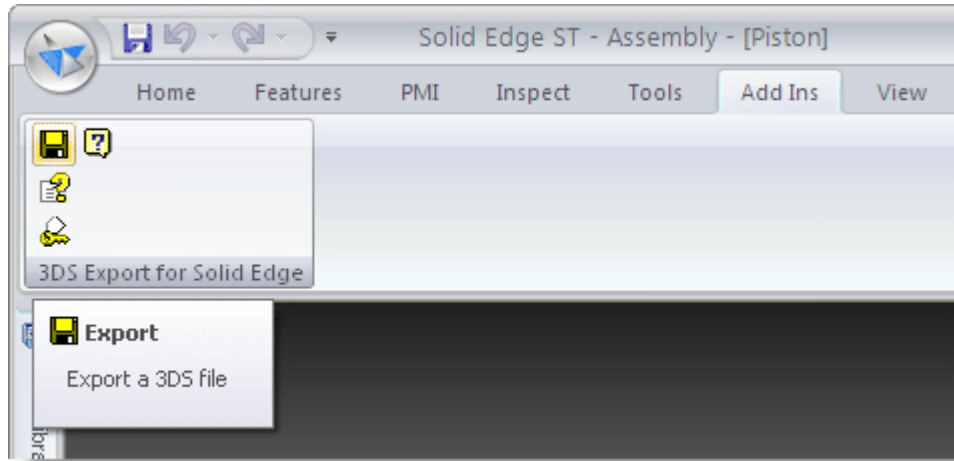 Solid Edge ST - Assembly - [Piston]
Home Features PMI Inspect Tools Add Ins View
3DS Export for Solid Edge
Export
Export a 3DS file